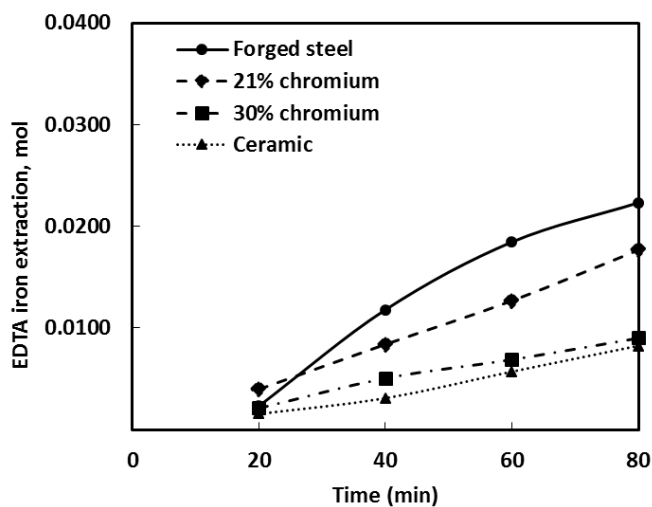 0.0400
0.0300
0.0200
0.0100
EDTA iron extraction, mol
Forged steel
21% chromium
30% chromium
Ceramic
0
20
40
60
80
Time (min)